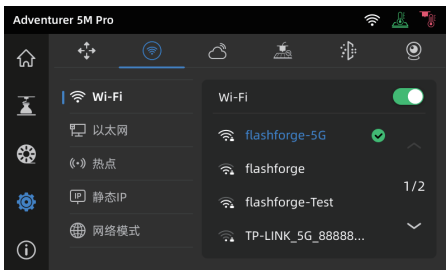 Adventurer 5M Pro
Wi-Fi
以太网
热点
IP
静态IP
网络模式
Wi-Fi
flashforge-5G
flashforge
flashforge-Test
TP-LINK_5G_88888...
1/2